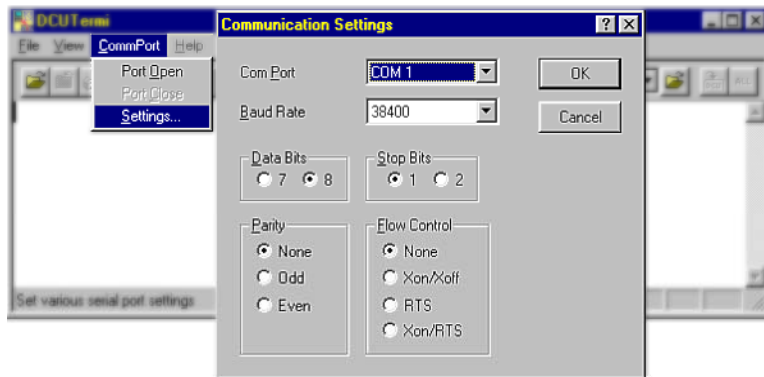 DCUTermi
File View CommPort Help
Port Open
Port Close
Settings...
Communication Settings
Com Port
COM 1
OK
Baud Rate
38400
Cancel
Data Bits
7 8
Stop Bits
1 2
Parity
None
Odd
Even
Flow Control
None
Xon/Xoff
RTS
Xon/RTS
ALL
Set various serial port settings